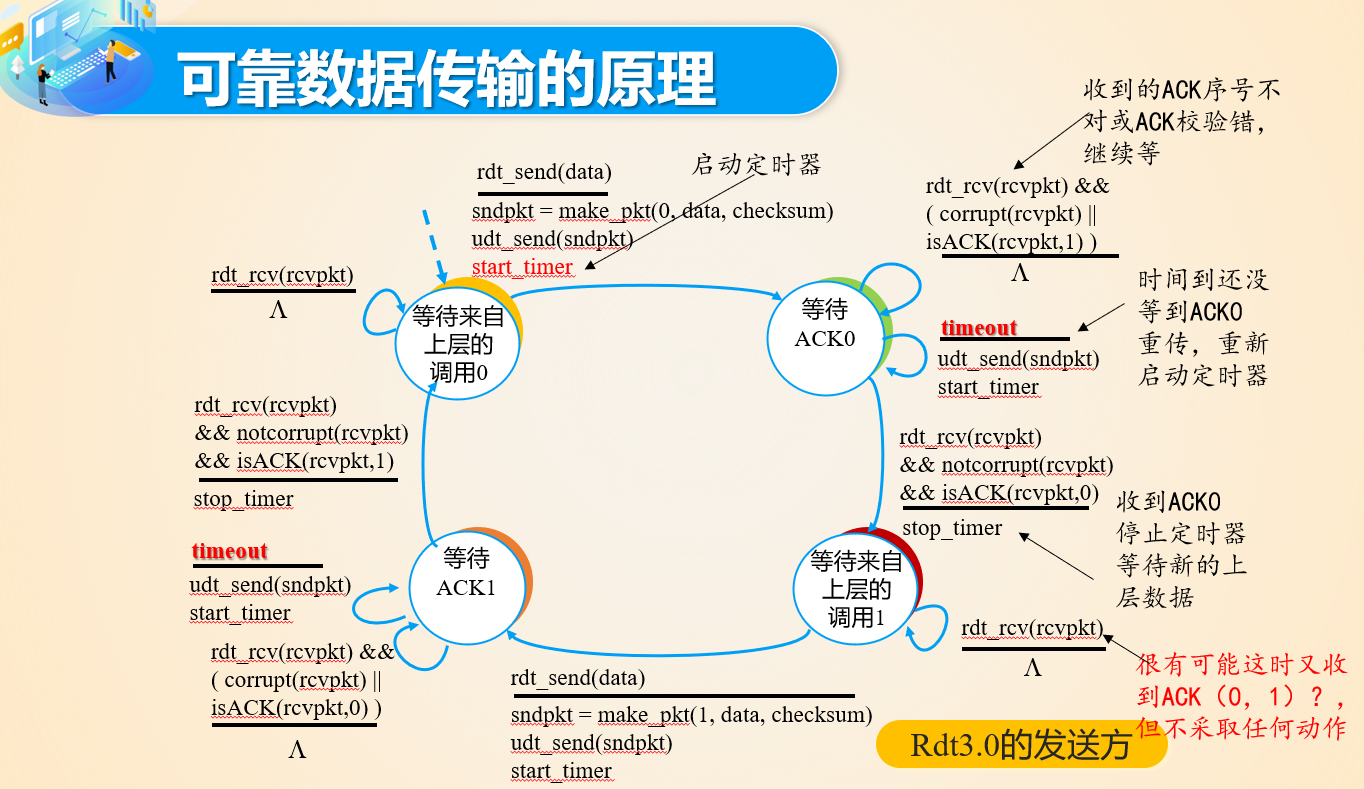 可靠数据传输的原理
rdt_send(data)
sndpkt = make_pkt(0, data, checksum)
udt_send(sndpkt)
start_timer
启动定时器
收到的ACK序号不
对或ACK校验错，
继续等
rdt_rcv(rcvpkt) &&
( corrupt(rcvpkt) ||
isACK(rcvpkt,1) )
Λ
rdt_rcv(rcvpkt)
Λ
等待来自
上层的
调用0
等待
ACK0
timeout
udt_send(sndpkt)
start_timer
时间到还没
等到ACK0
重传，重新
启动定时器
rdt_rcv(rcvpkt)
&& notcorrupt(rcvpkt)
&& isACK(rcvpkt,1)
stop_timer
rdt_rcv(rcvpkt)
&& notcorrupt(rcvpkt)
&& isACK(rcvpkt,0)
stop_timer
收到ACK0
停止定时器
等待新的上
层数据
timeout
udt_send(sndpkt)
start_timer
等待
ACK1
等待来自
上层的
调用1
rdt_rcv(rcvpkt) &&
( corrupt(rcvpkt) ||
isACK(rcvpkt,0) )
Λ
rdt_send(data)
sndpkt = make_pkt(1, data, checksum)
udt_send(sndpkt)
start_timer
rdt_rcv(rcvpkt)
Λ
很有可能这时又收
到ACK（0，1）？，
但不采取任何动作
Rdt3.0的发送方